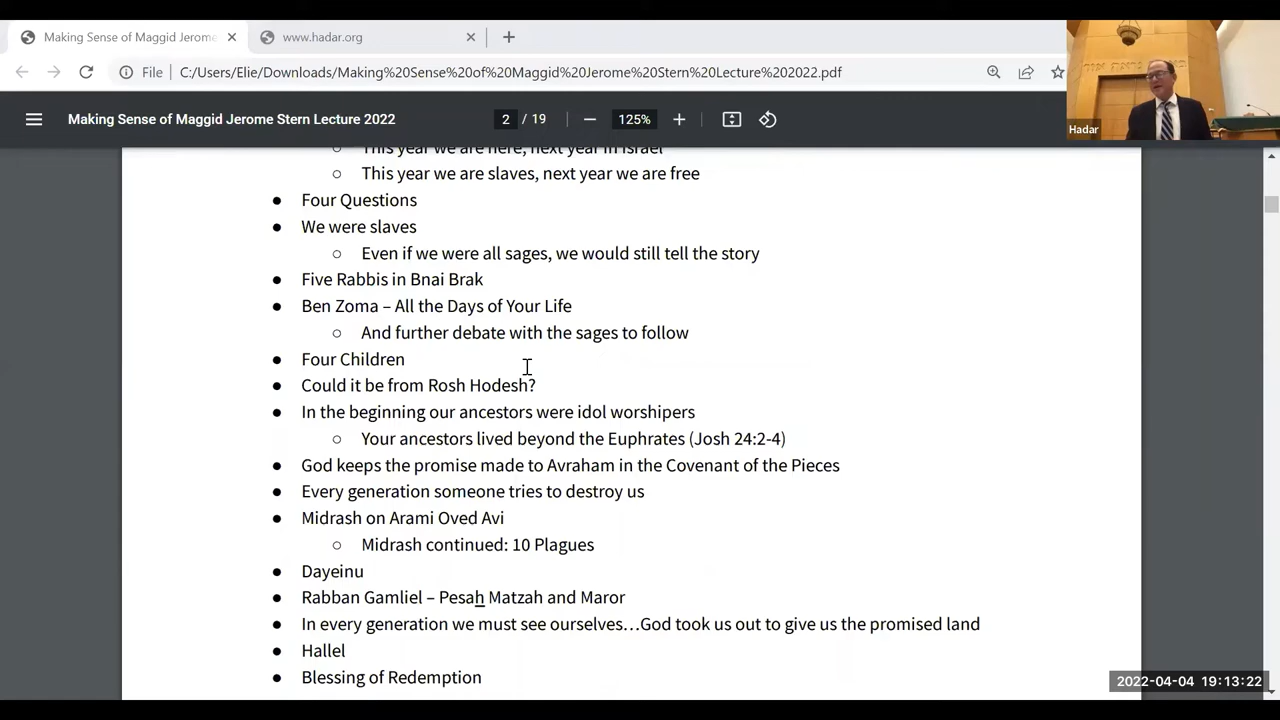 Making Sense of Maggid Jerome
www.hadar.org
File
C:/Users/Elie/Downloads/Making%20Sense%20of%20Maggid%20Jerome%20Stern%20Lecture%202022.pdf
Making Sense of Maggid Jerome Stern Lecture 2022
2 / 19
125%
Hadar
○ This year we are here, next year in Israel
○ This year we are slaves, next year we are free
● Four Questions
● We were slaves
○ Even if we were all sages, we would still tell the story
● Five Rabbis in Bnai Brak
● Ben Zoma – All the Days of Your Life
○ And further debate with the sages to follow
● Four Children
● Could it be from Rosh Hodesh?
● In the beginning our ancestors were idol worshipers
○ Your ancestors lived beyond the Euphrates (Josh 24:2-4)
● God keeps the promise made to Avraham in the Covenant of the Pieces
● Every generation someone tries to destroy us
● Midrash on Arami Oved Avi
○ Midrash continued: 10 Plagues
● Dayeinu
● Rabban Gamliel – Pesah Matzah and Maror
● In every generation we must see ourselves…God took us out to give us the promised land
● Hallel
● Blessing of Redemption
2022-04-04 19:13:22